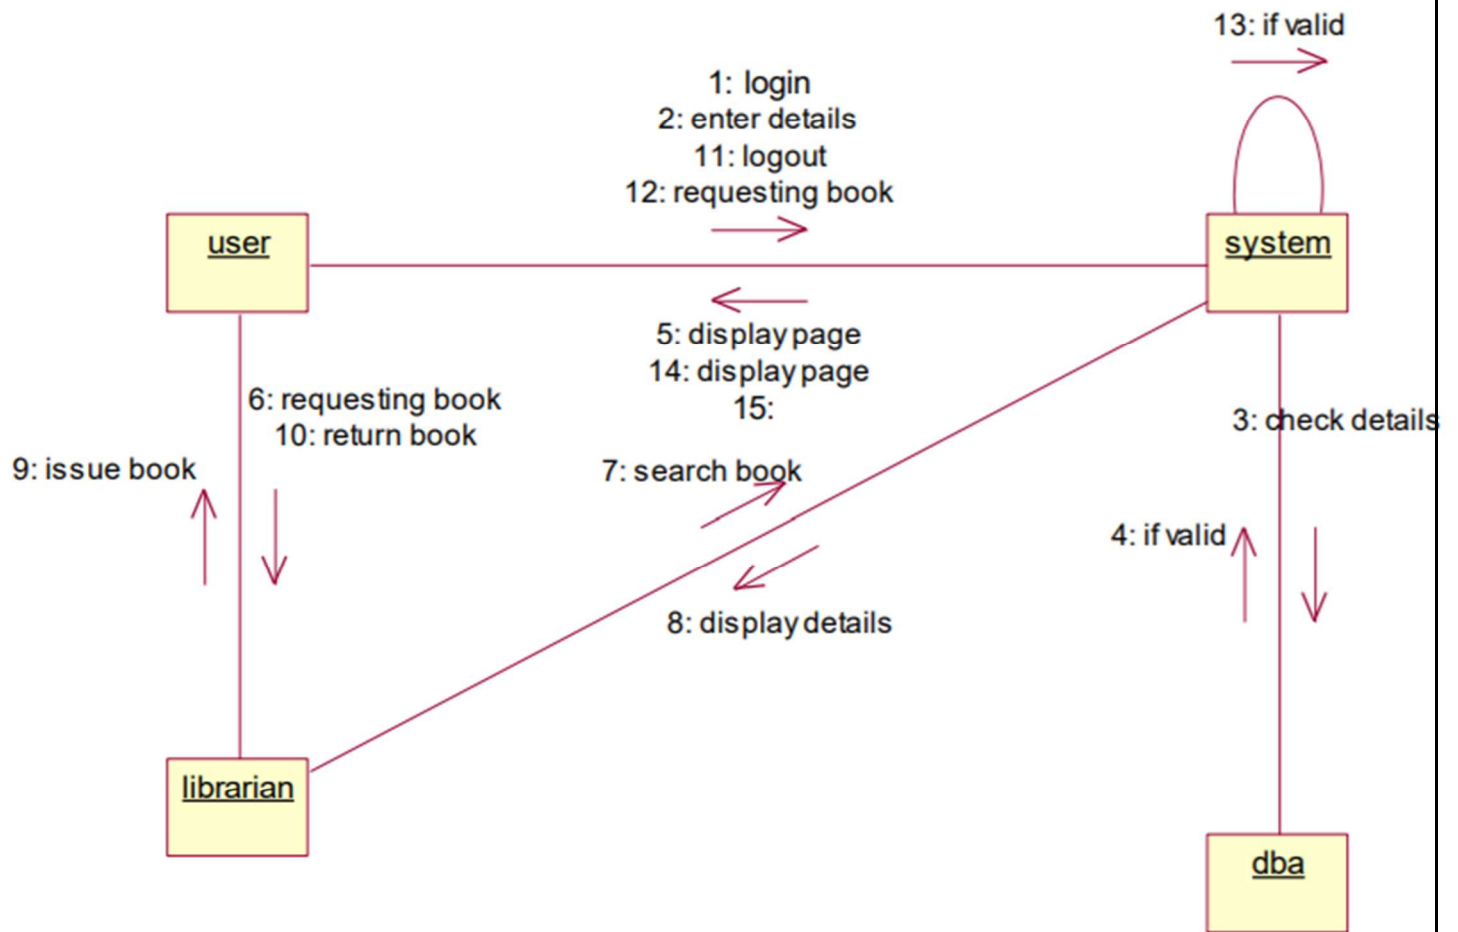 13: if valid
1: login
2: enter details
11: logout
12: requesting book
user
system
5: display page
14: display page
15:
6: requesting book
10: return book
3: check details
9: issue book
7: search book
4: if valid
8: display details
librarian
dba